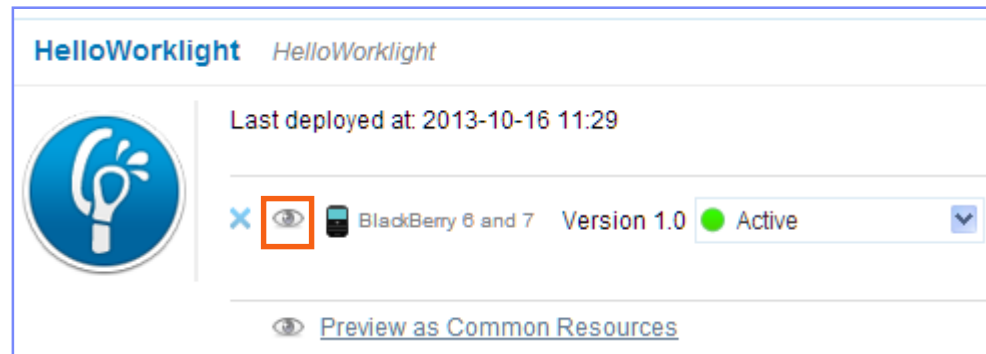 HelloWorklight HelloWorklight
Last deployed at: 2013-10-16 11:29
BlackBerry 6 and 7 Version 1.0 Active
Preview as Common Resources